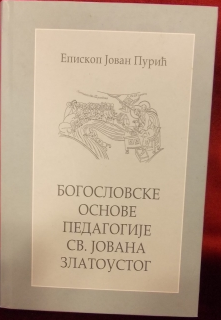 Епископ Јован Пурић
БОГОСЛОВСКЕ
ОСНОВЕ
ПЕДАГОГИЈЕ
СВ. ЈОВАНА
ЗЛАТОУСТОГ